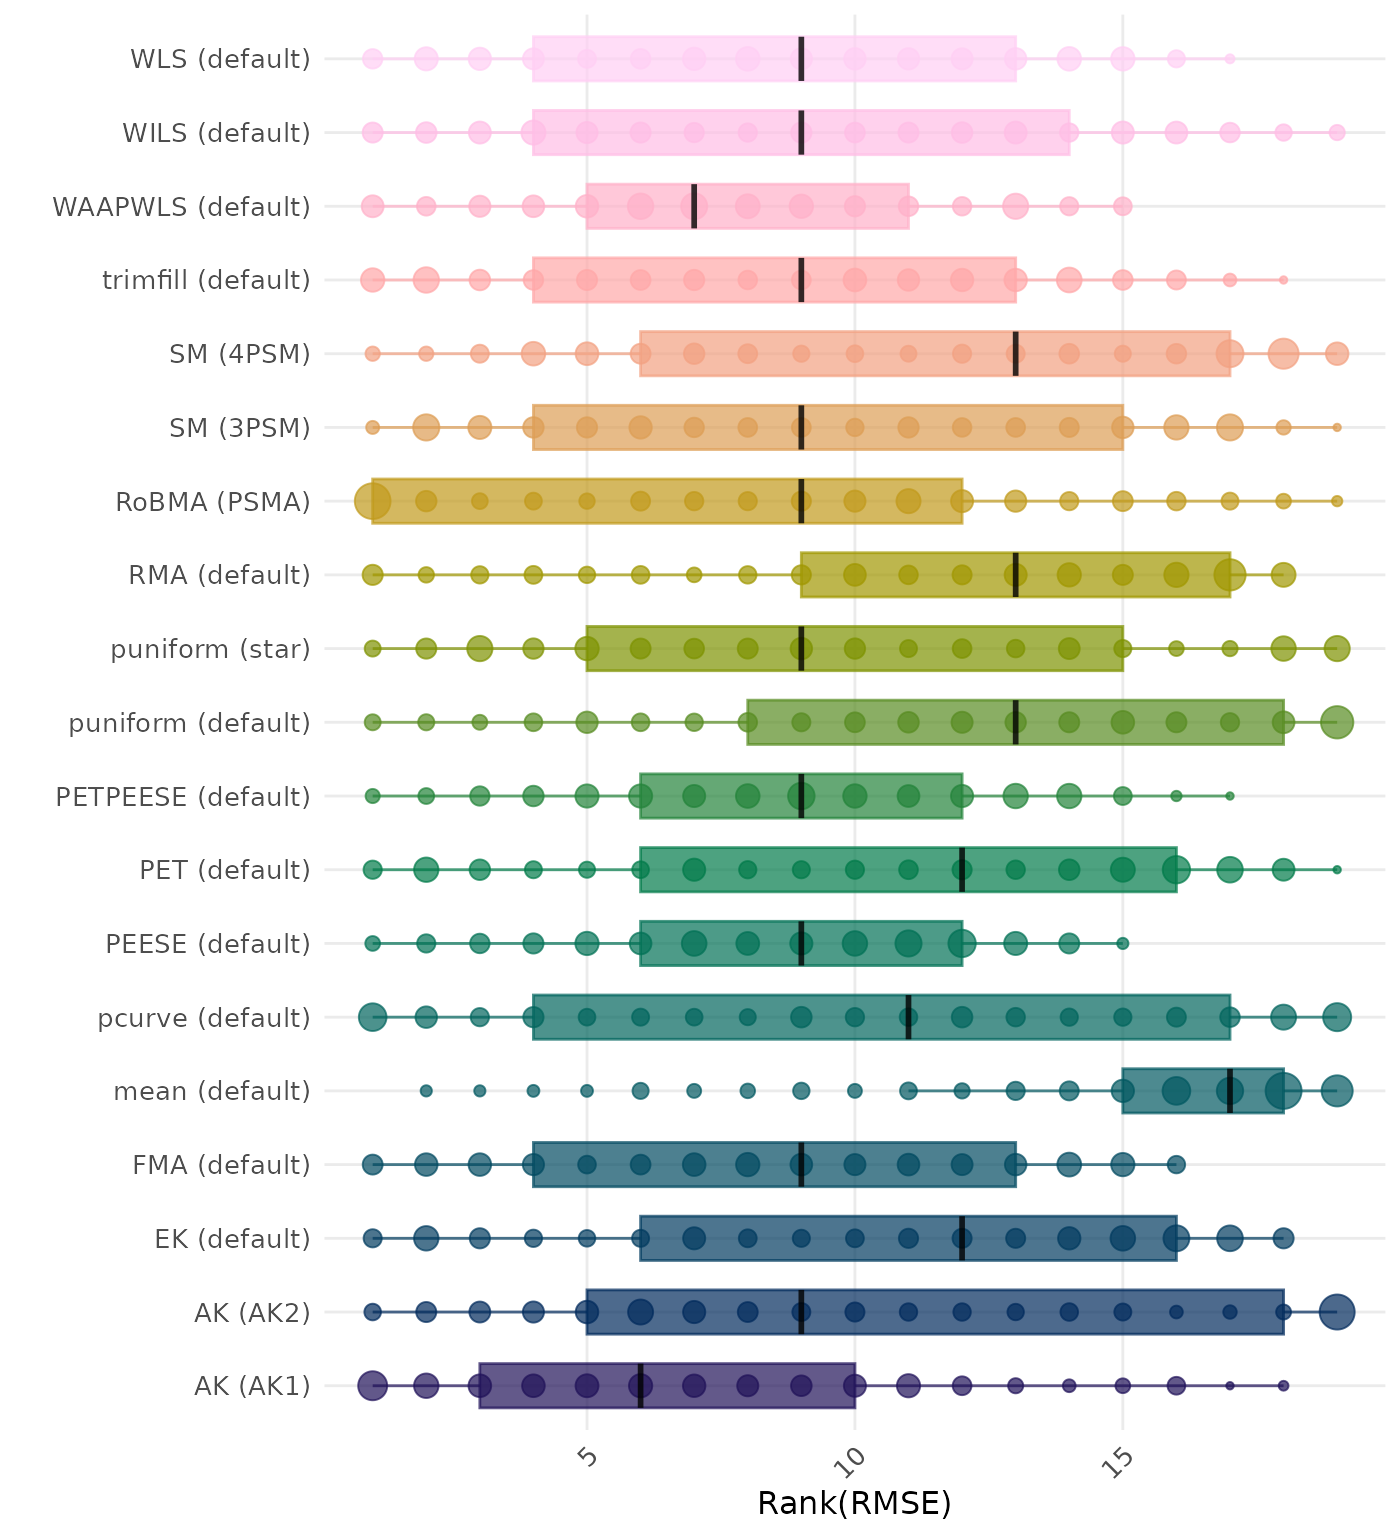 WLS (default)
WILS (default)
WAAPWLS (default)
trimfill (default)
SM (4PSM)
SM (3PSM)
RoBMA (PSMA)
RMA (default)
puniform (star)
puniform (default)
PETPEESE (default)
PET (default)
PEESE (default)
pcurve (default)
mean (default)
FMA (default)
EK (default)
AK (AK2)
AK (AK1)
5 10 15
Rank(RMSE)